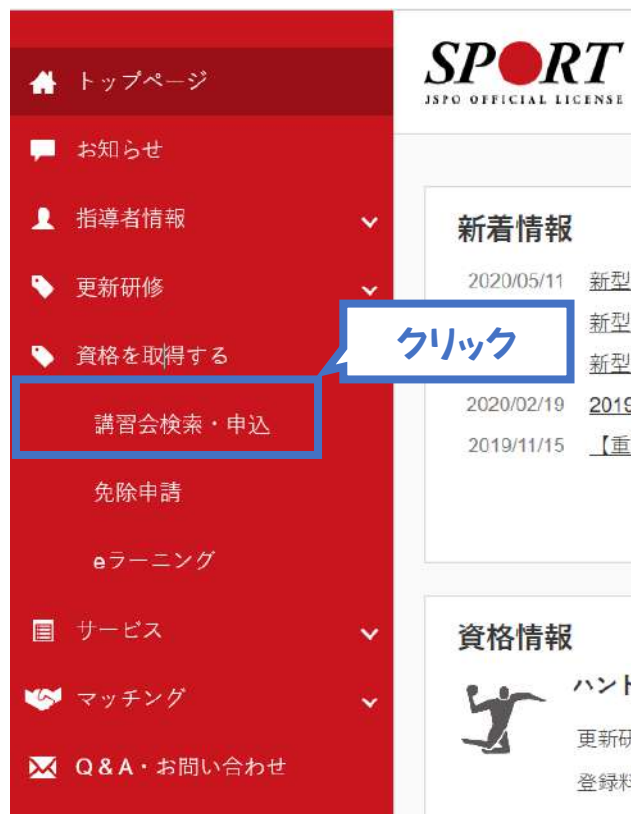 トップページ
お知らせ
指導者情報
更新研修
資格を取得する
講習会検索・申込
免除申請
eラーニング
サービス
マッチング
Q&A・お問い合わせ
クリック
SPORT
JSPO OFFICIAL LICENSE
新着情報
2020/05/11 新型
新型
新型
2020/02/19 2019
2019/11/15 【重
資格情報
ハント
更新研
登録料